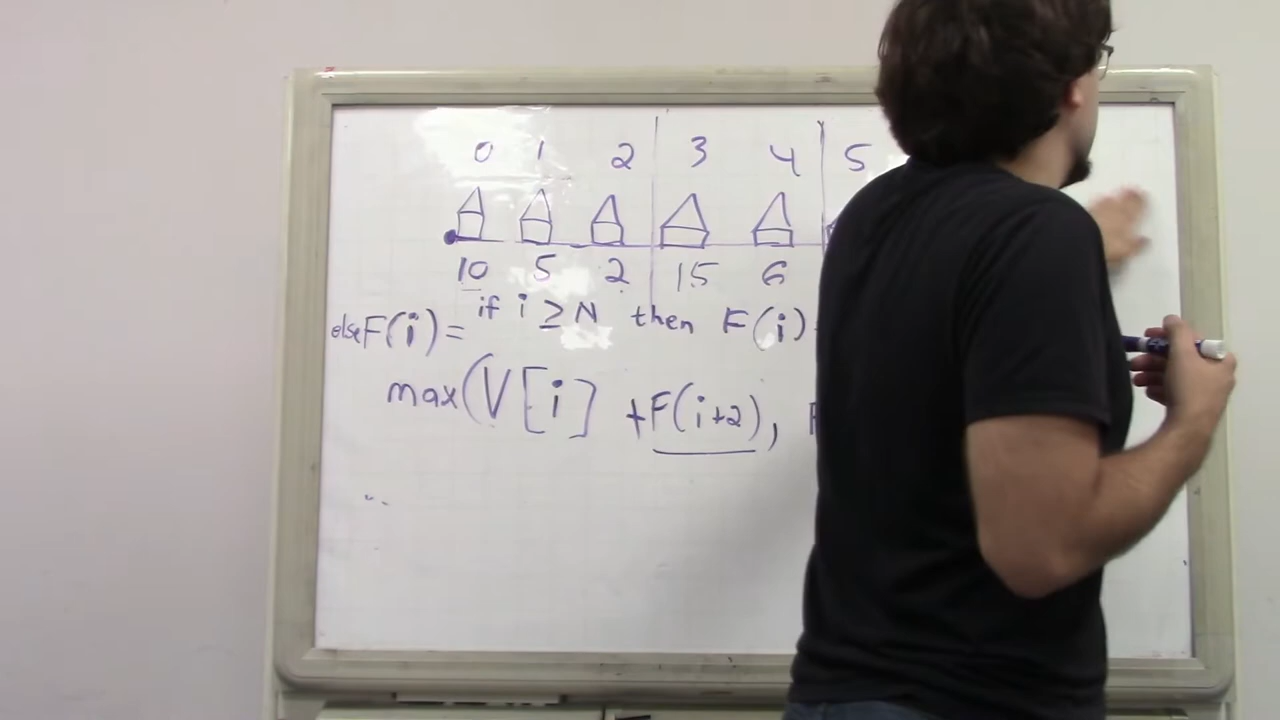 0 1 2 3 4 5
10 5 2 15 6
if i ≥ N then F(i)
else F(i) =
max(V[i] + F(i+2),